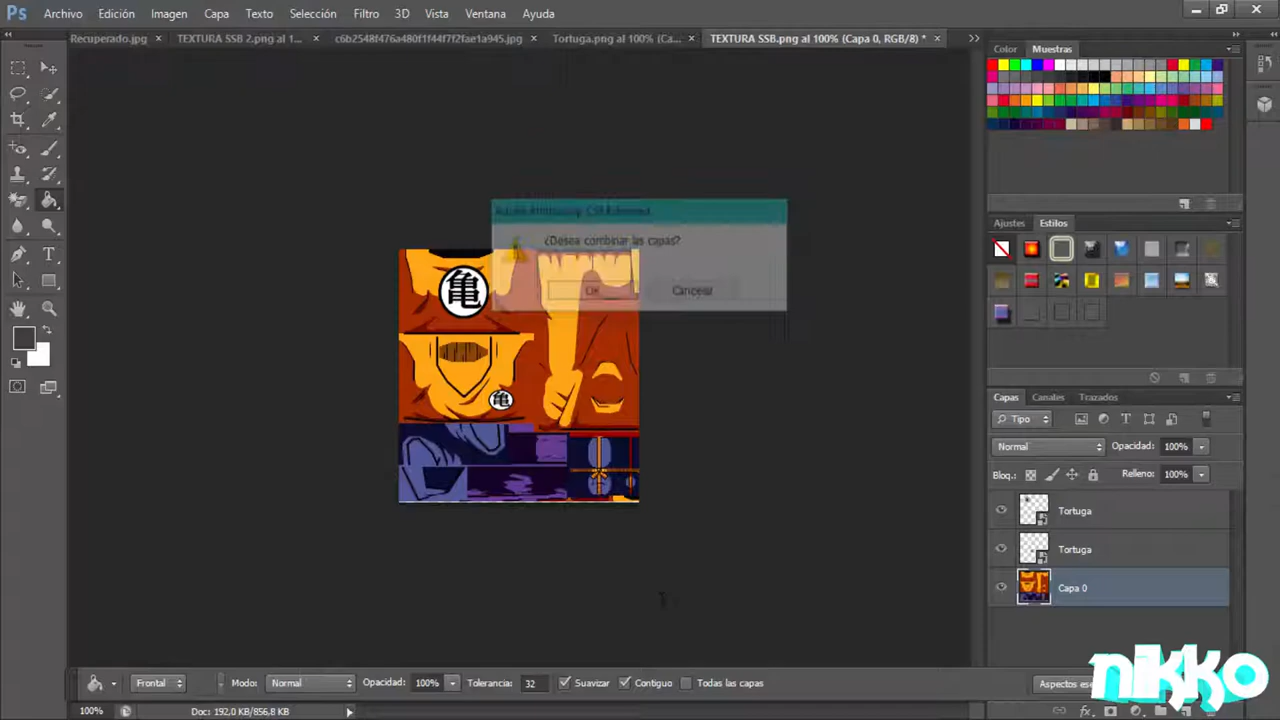 Ps Archivo Edición Imagen Capa Texto Selección Filtro 3D Vista Ventana Ayuda
Recuperado.jpg × TEXTURA SSB 2.png al 1... × c6b2548f476a480f1f44f7f2fae1a945.jpg × Tortuga.png al 100% (Ca... × TEXTURA SSB.png al 100% (Capa 0, RGB/8) * ×
Color Muestras
¿Desea combinar las capas?
OK Cancelar
Ajustes Estilos
亀
亀
Capas Canales Trazados
Tipo
Normal Opacidad: 100%
Bloq.: Relleno: 100%
Tortuga
Tortuga
Capa 0
Frontal Modo: Normal Opacidad: 100% Tolerancia: 32 Suavizar Contiguo Todas las capas
Aspectos ese
100% Doc: 192,0 KB/856,8 KB
nikko